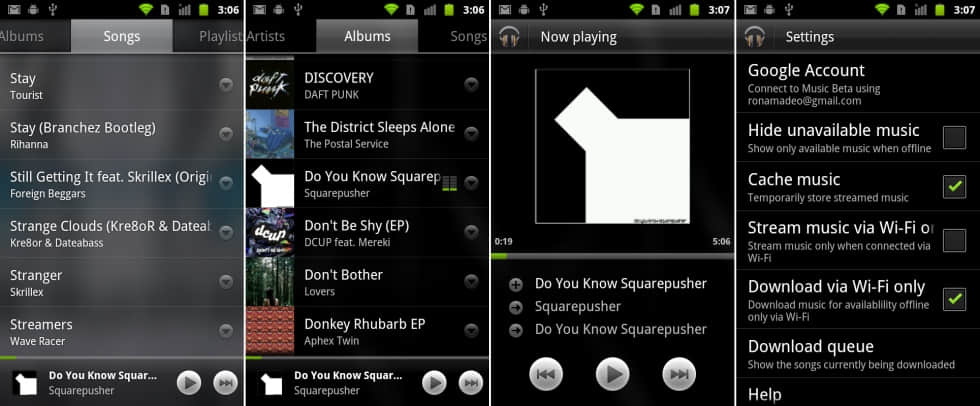 3:06
Albums
Songs
Playlist
Stay
Tourist
Stay (Branchez Bootleg)
Rihanna
Still Getting It feat. Skrillex (Origi
Foreign Beggars
Strange Clouds (Kre8oR & Dateab
Kre8or & Dateabass
Stranger
Skrillex
Streamers
Wave Racer
Do You Know Squar...
Squarepusher
3:06
Artists
Albums
Songs
daft punk
DISCOVERY
DAFT PUNK
The District Sleeps Alone
The Postal Service
Do You Know Squarep
Squarepusher
dcup
Don't Be Shy (EP)
DCUP feat. Mereki
Don't Bother
Lovers
Donkey Rhubarb EP
Aphex Twin
Do You Know Squar...
Squarepusher
3:07
Now playing
0:19
5:06
Do You Know Squarepusher
Squarepusher
Do You Know Squarepusher
3:07
Settings
Google Account
Connect to Music Beta using
ronamadeo@gmail.com
Hide unavailable music
Show only available music when offline
Cache music
Temporarily store streamed music
Stream music via Wi-Fi or
Stream music only when connected via
Wi-Fi
Download via Wi-Fi only
Download music for availablility offline
only via Wi-Fi
Download queue
Show the songs currently being downloaded
Help